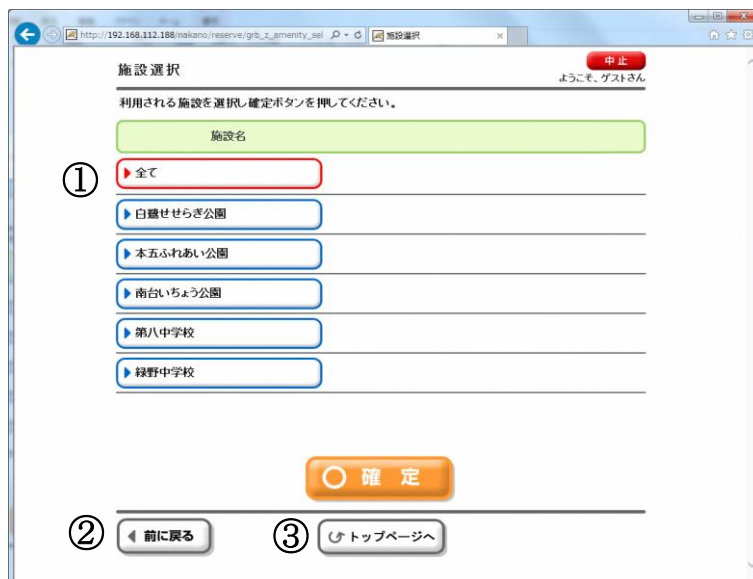 http://192.168.112.188/nakano/reserve/grb_z_amenity_sel
施設選択
施設選択
中止
ようこそ、ゲストさん
利用される施設を選択し確定ボタンを押してください。
施設名
① 全て
白鷺せせらぎ公園
本五ふれあい公園
南台いちょう公園
第八中学校
緑野中学校
確定
② 前に戻る
③ トップページへ